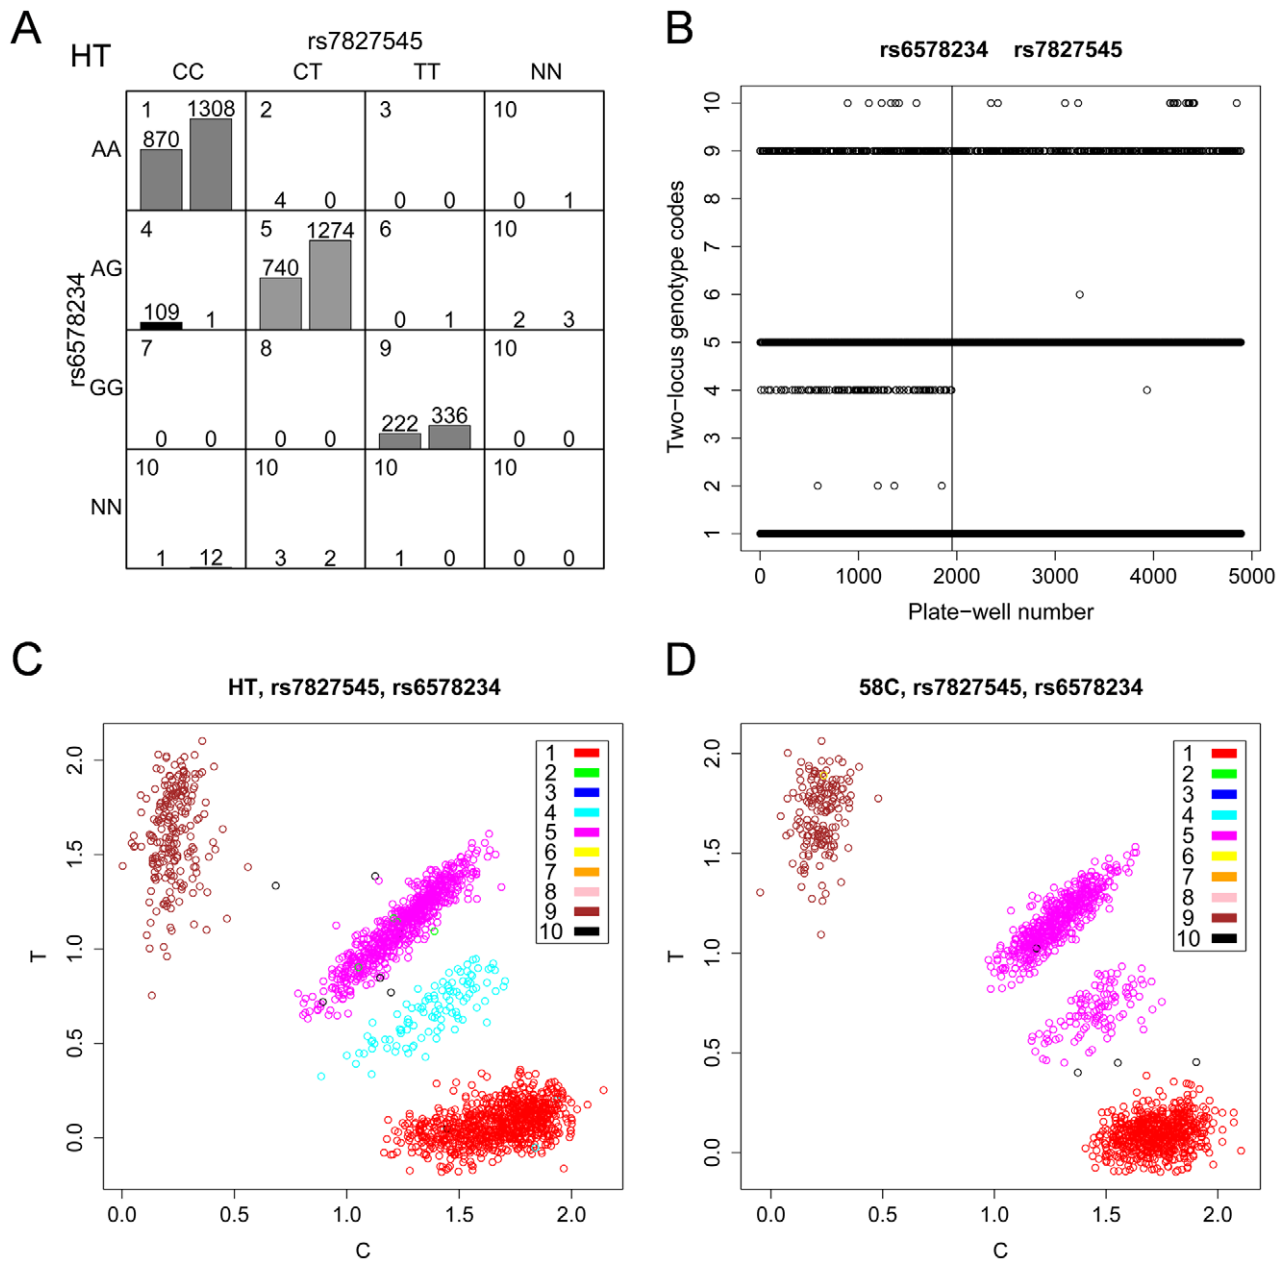 A
HT
rs7827545
CC CT TT NN
rs6578234
AA
1 1308 2 3 10
870
4 0 0 0 0 1
AG
4 5 1274 6 10
740
109 1 0 1 2 3
GG
7 8 9 10
222 336
0 0 0 0 0 0
NN
10 10 10 10
1 12 3 2 1 0 0 0
B
rs6578234 rs7827545
Two−locus genotype codes
10
9
8
7
6
5
4
3
2
1
0 1000 2000 3000 4000 5000
Plate−well number
C
HT, rs7827545, rs6578234
T
2.0
1.5
1.0
0.5
0.0
1
2
3
4
5
6
7
8
9
10
0.0 0.5 1.0 1.5 2.0
C
D
58C, rs7827545, rs6578234
T
2.0
1.5
1.0
0.5
0.0
1
2
3
4
5
6
7
8
9
10
0.0 0.5 1.0 1.5 2.0
C